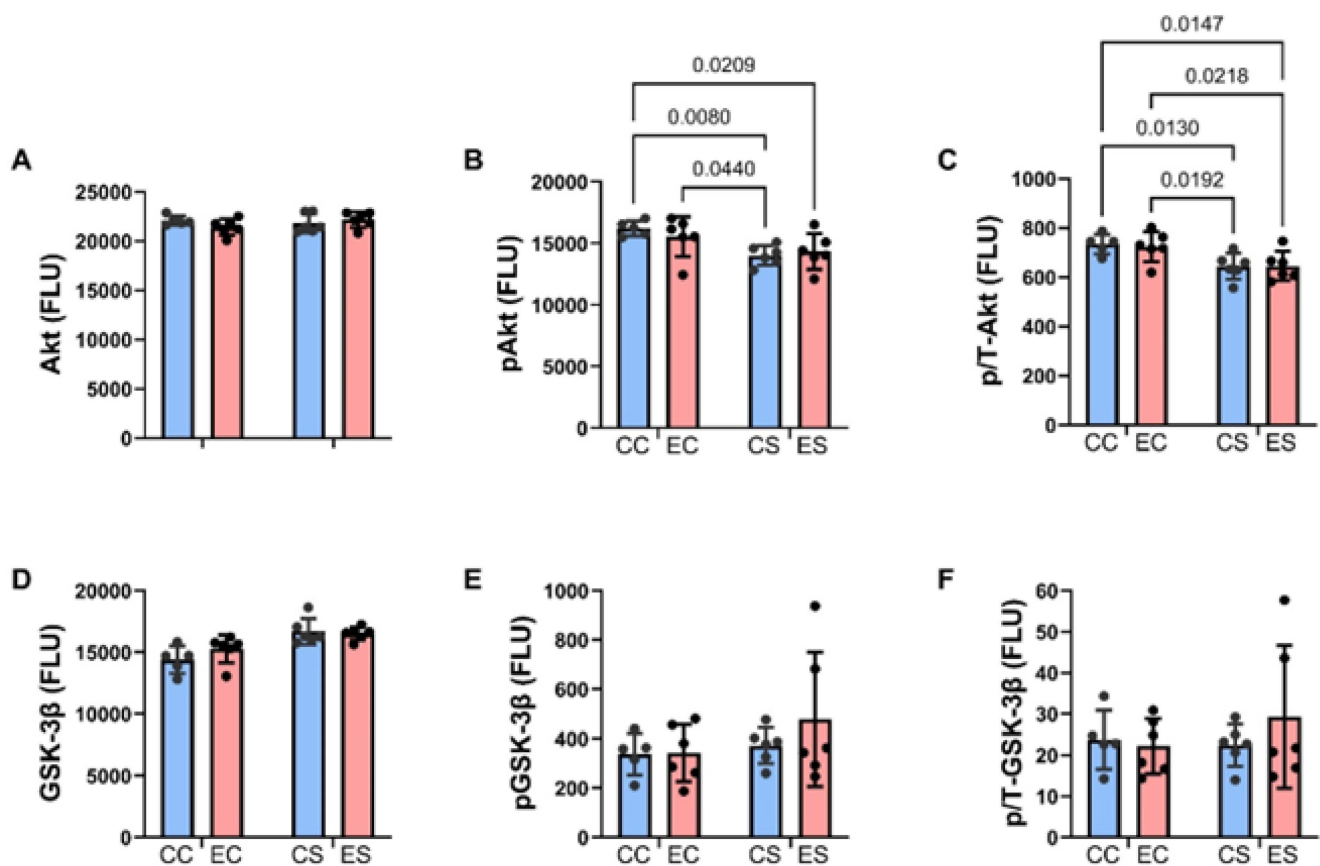 A
Akt (FLU)
25000
20000
15000
10000
5000
0
B
0.0209
0.0080
0.0440
pAkt (FLU)
20000
15000
10000
5000
0
CC EC CS ES
C
0.0147
0.0218
0.0130
0.0192
p/T-Akt (FLU)
1000
800
600
400
200
0
CC EC CS ES
D
GSK-3β (FLU)
20000
15000
10000
5000
0
CC EC CS ES
E
pGSK-3β (FLU)
1000
800
600
400
200
0
CC EC CS ES
F
p/T-GSK-3β (FLU)
60
50
40
30
20
10
0
CC EC CS ES